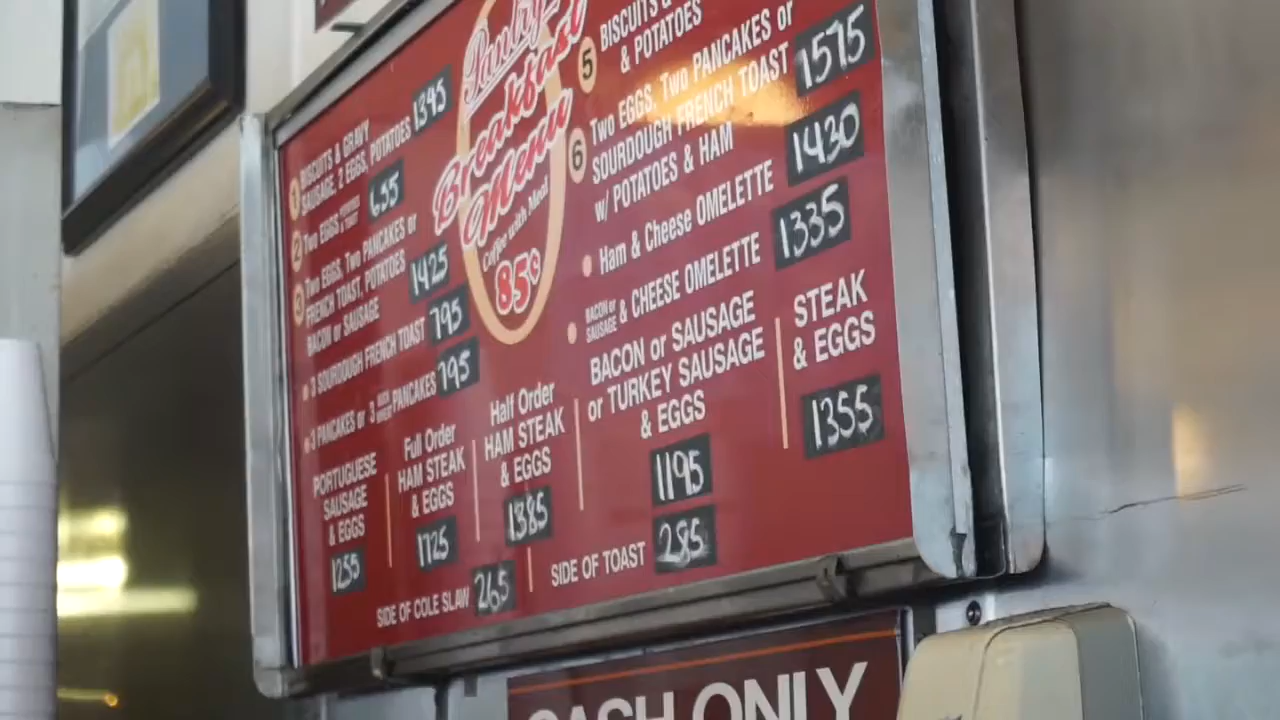 Breakfast
Menu
Coffee with Meal
85¢
1 BISCUITS & GRAVY
SAUSAGE, 2 EGGS, POTATOES 1395
2 Two EGGS 655
3 Two EGGS, Two PANCAKES or
FRENCH TOAST, POTATOES
BACON or SAUSAGE 1425
3 SOURDOUGH FRENCH TOAST 795
3 PANCAKES or 3 PANCAKES 795
5 BISCUITS &
& POTATOES
6 Two EGGS, Two PANCAKES or
SOURDOUGH FRENCH TOAST
w/ POTATOES & HAM
1575
Ham & Cheese OMELETTE 1430
BACON or
SAUSAGE & CHEESE OMELETTE 1335
PORTUGUESE
SAUSAGE
& EGGS
1255
Full Order
HAM STEAK
& EGGS
1725
Half Order
HAM STEAK
& EGGS
1385
BACON or SAUSAGE
or TURKEY SAUSAGE
& EGGS
1195
STEAK
& EGGS
1355
SIDE OF COLE SLAW 265
SIDE OF TOAST 285
CASH ONLY